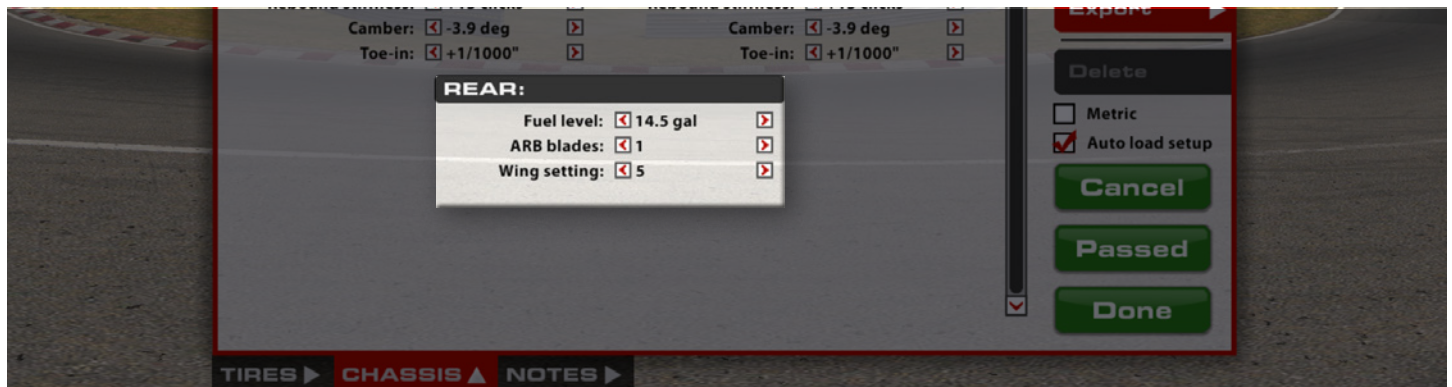 Export
Camber: -3.9 deg Camber: -3.9 deg
Toe-in: +1/1000" Toe-in: +1/1000"
Delete
REAR:
Fuel level: 14.5 gal
ARB blades: 1
Wing setting: 5
Metric
Auto load setup
Cancel
Passed
Done
TIRES CHASSIS NOTES